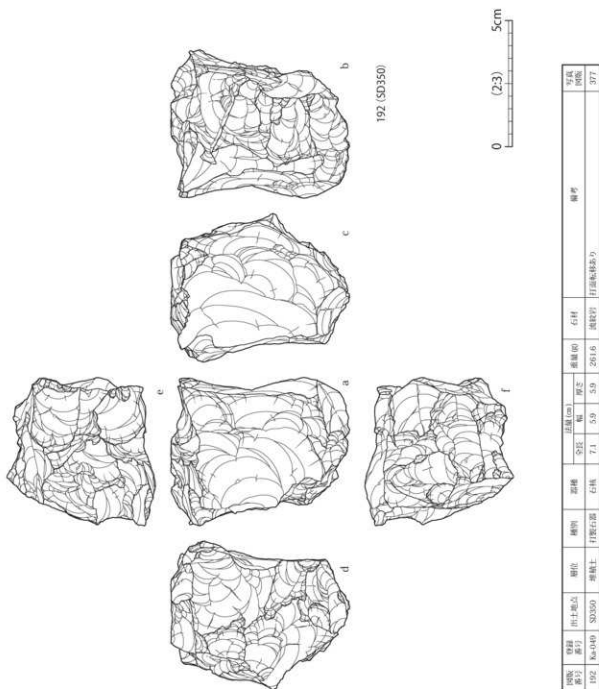 b
192 (SD350)
c
e
a
f
d
0 (2:3) 5cm
図版番号 登録番号 出土地点 層位 種別 器種 法量(㎝) 重量(g) 石材 備考 写真図版
全長 幅 厚さ
192 Ka-049 SD350 堆積土 打製石器 石核 7.1 5.9 5.9 261.6 流紋岩 打面転移あり 377